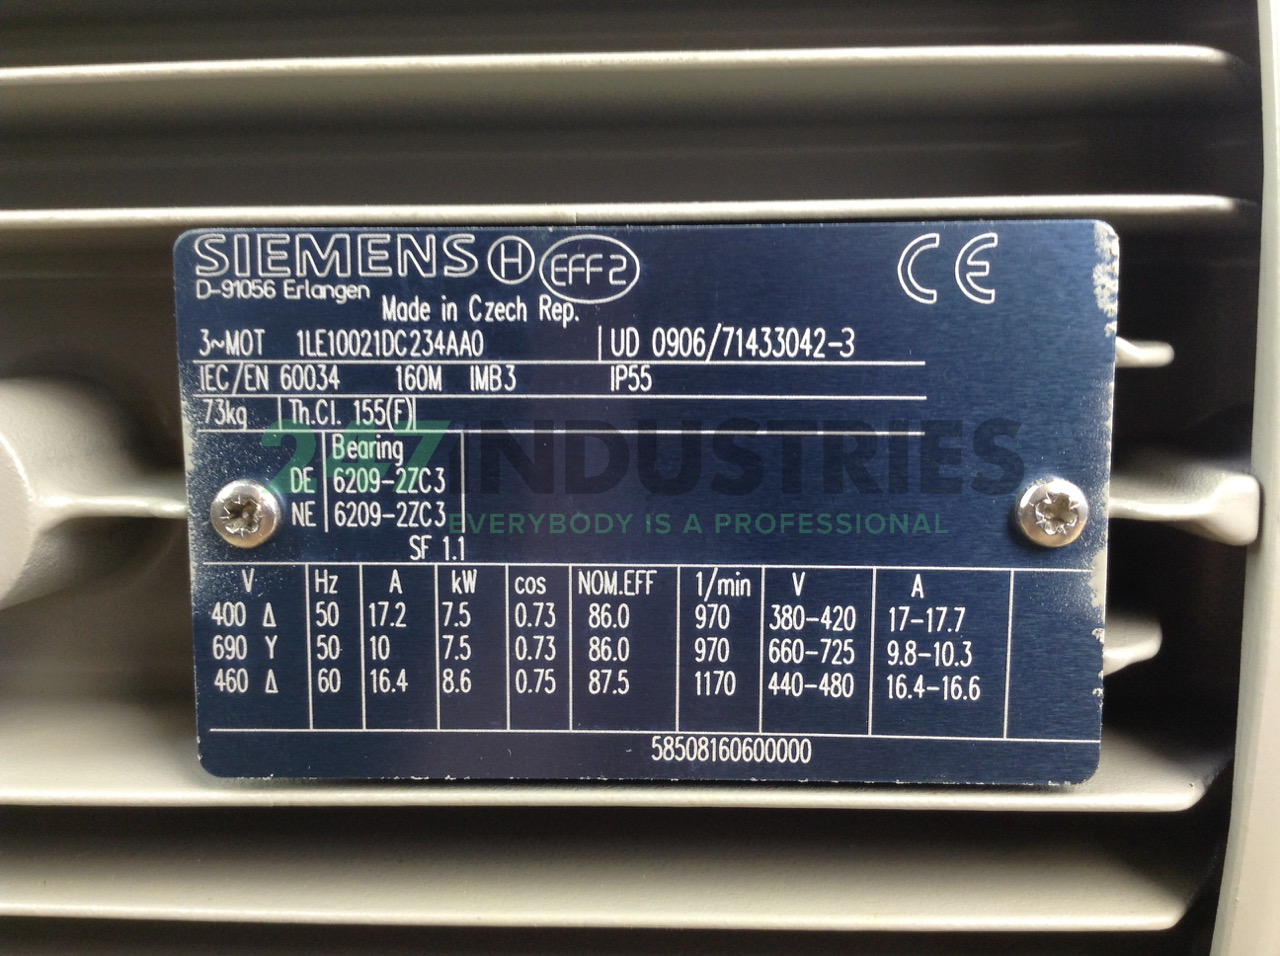 SIEMENS H EFF2 CE
D-91056 Erlangen
Made in Czech Rep.
3~MOT 1LE10021DC234AA0 UD 0906/71433042-3
IEC/EN 60034 160M IMB3 IP55
73kg Th.Cl. 155(F)
Bearing
DE 6209-2ZC3
NE 6209-2ZC3
SF 1.1
247INDUSTRIES
EVERYBODY IS A PROFESSIONAL
V Hz A kW cos NOM.EFF 1/min V A
400 Δ 50 17.2 7.5 0.73 86.0 970 380-420 17-17.7
690 Y 50 10 7.5 0.73 86.0 970 660-725 9.8-10.3
460 Δ 60 16.4 8.6 0.75 87.5 1170 440-480 16.4-16.6
58508160600000